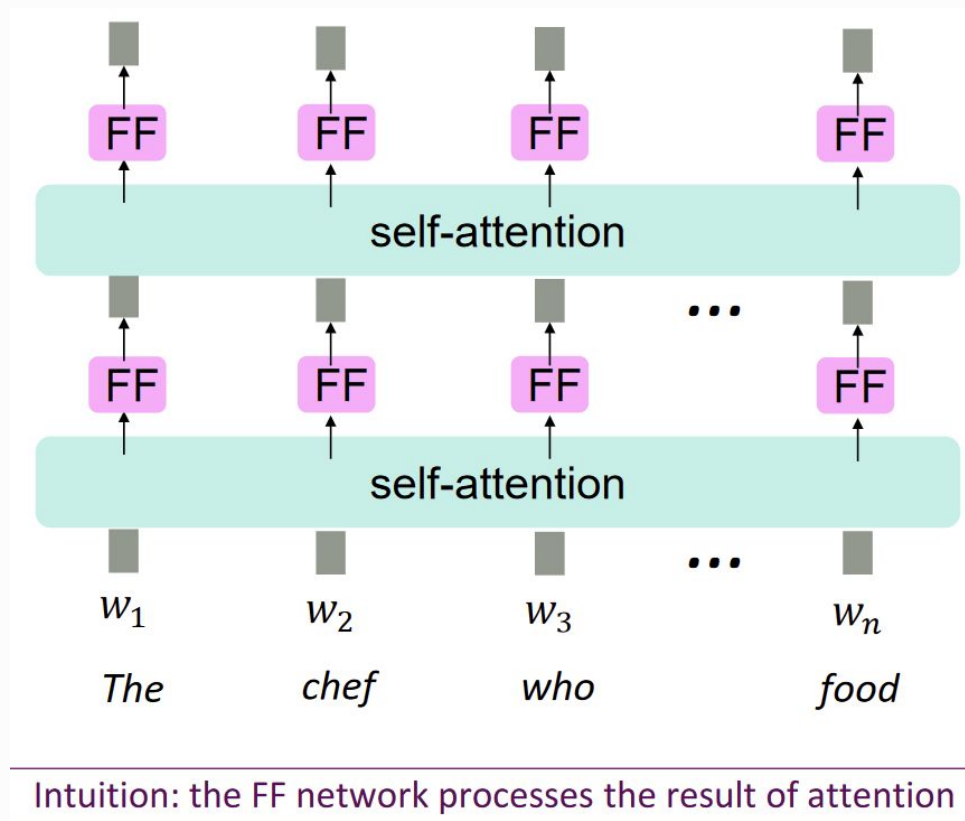 FF FF FF FF
self-attention
...
FF FF FF FF
self-attention
...
w₁ w₂ w₃ wₙ
The chef who food
Intuition: the FF network processes the result of attention